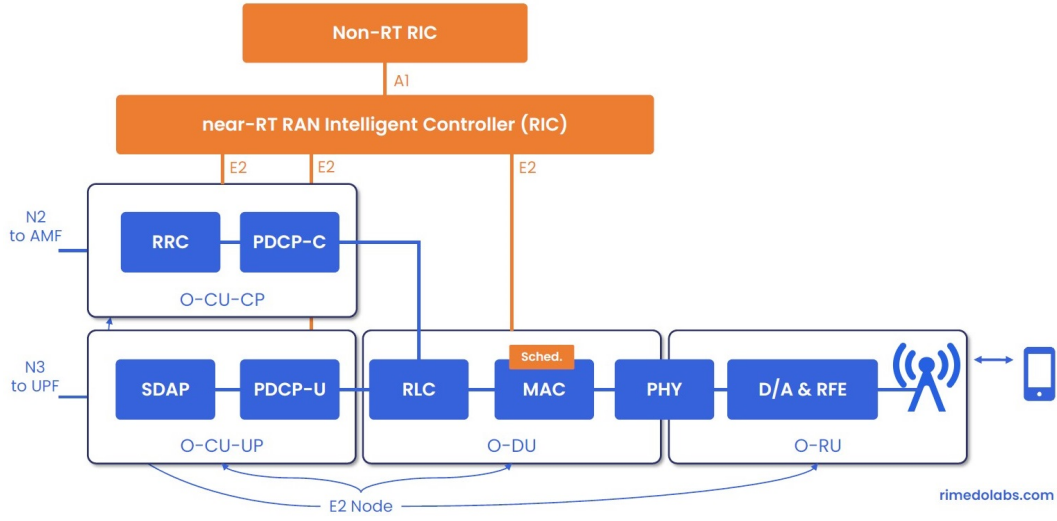 Non-RT RIC
A1
near-RT RAN Intelligent Controller (RIC)
E2
E2
E2
N2
to AMF
RRC
PDCP-C
O-CU-CP
N3
to UPF
SDAP
PDCP-U
O-CU-UP
Sched.
RLC
MAC
PHY
O-DU
D/A & RFE
O-RU
E2 Node
rimedolabs.com